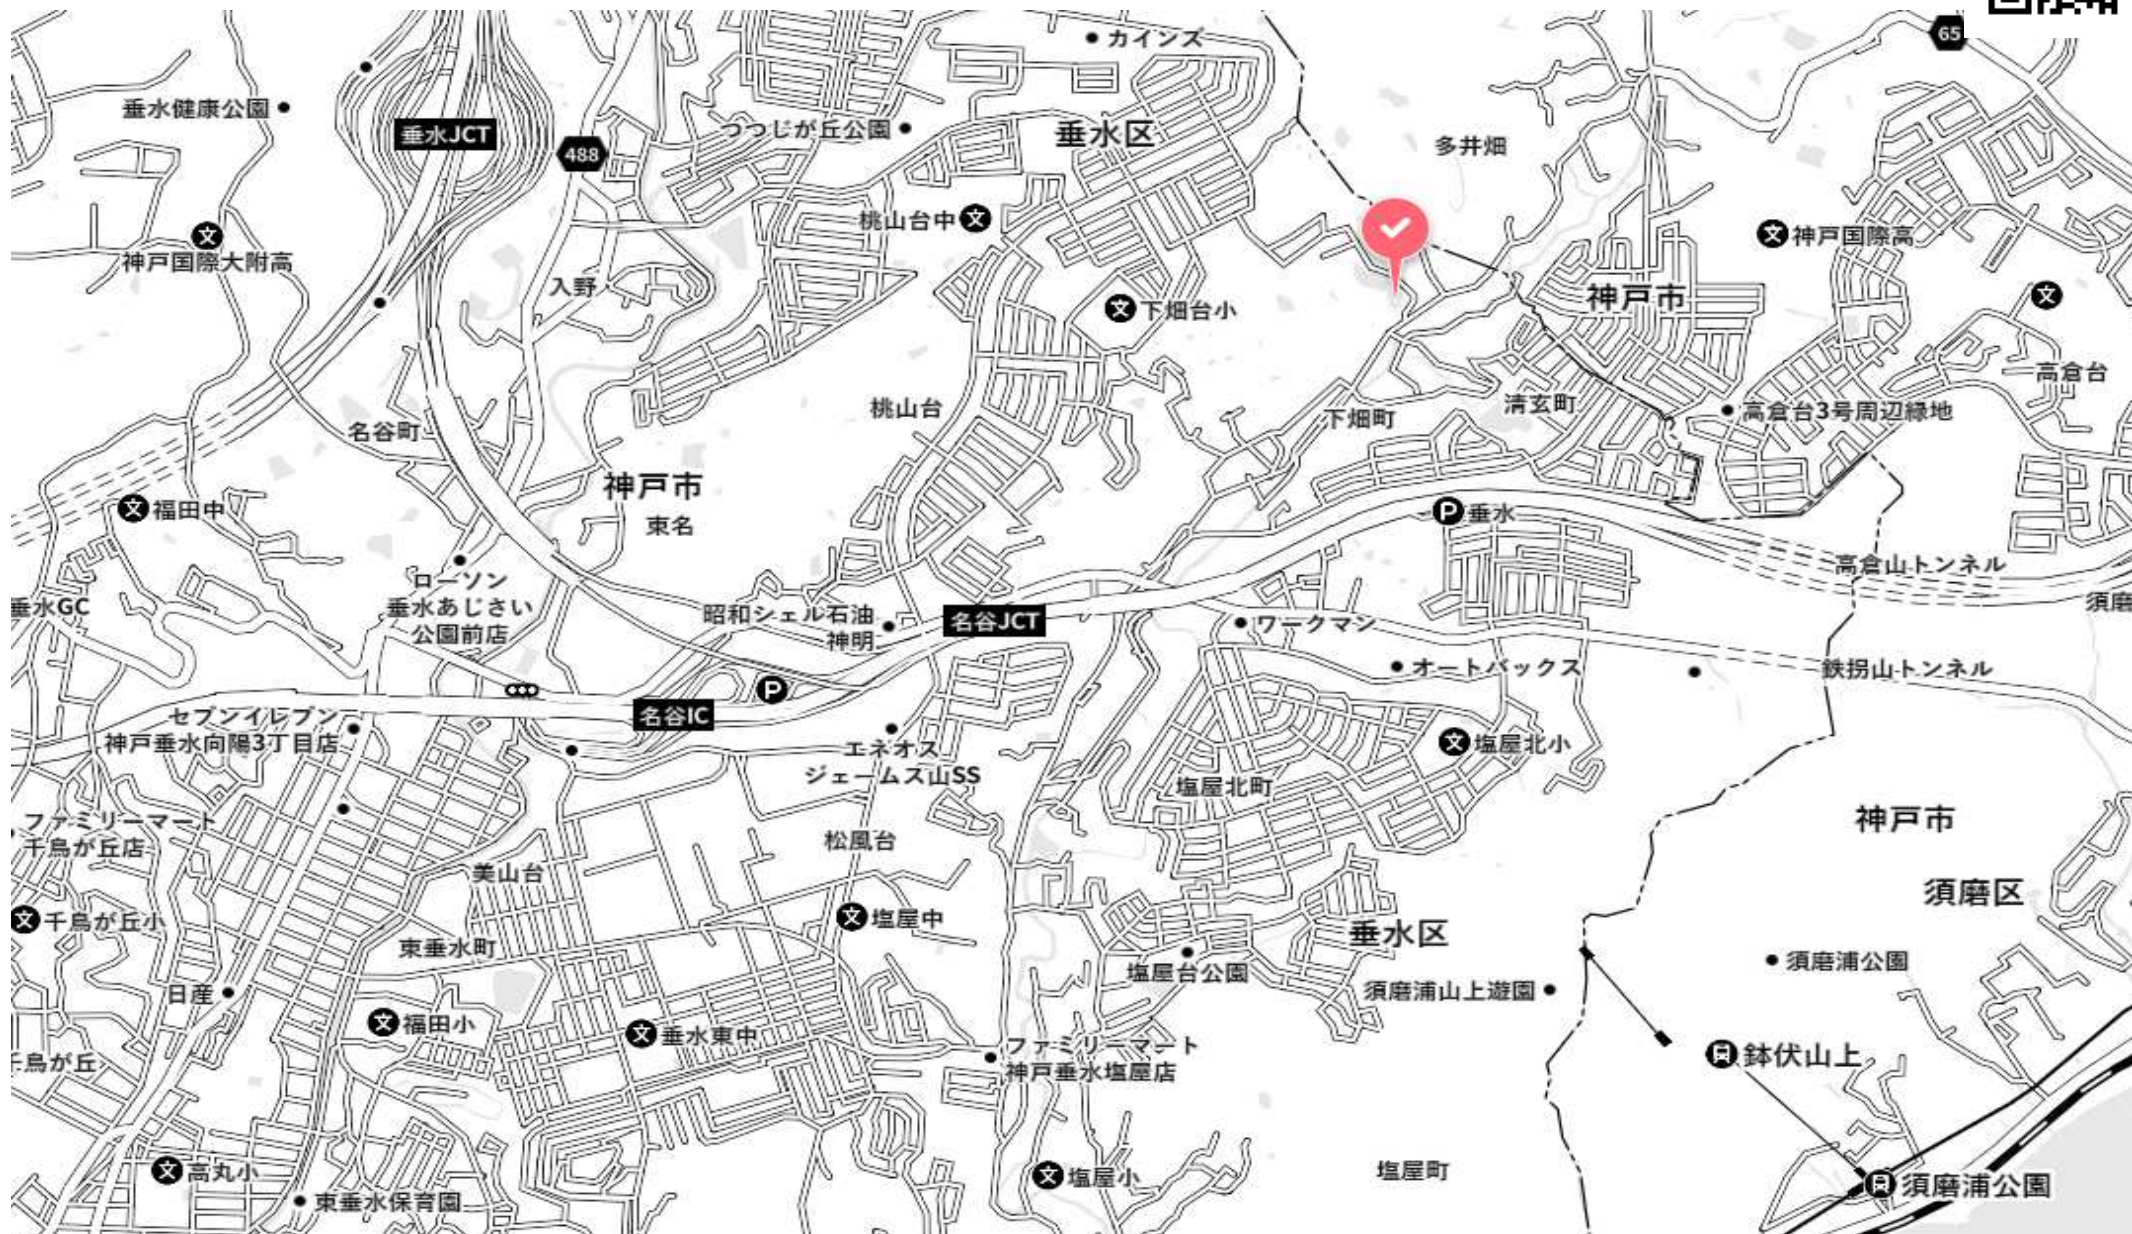 65
カインズ
垂水健康公園
垂水JCT
488
つつじが丘公園
垂水区
多井畑
桃山台中
文
文
神戸国際大附高
文
神戸国際高
入野
文
下畑台小
神戸市
文
高倉台
桃山台
下畑町
清玄町
高倉台3号周辺緑地
名谷町
神戸市
東名
文
福田中
P
垂水
高倉山トンネル
ローソン
垂水あじさい
公園前店
垂水GC
昭和シェル石油
神明
名谷JCT
ワークマン
須磨
オートバックス
鉄拐山トンネル
P
名谷IC
セブンイレブン
神戸垂水向陽3丁目店
エネオス
ジェームス山SS
文
塩屋北小
塩屋北町
ファミリーマート
千鳥が丘店
松風台
神戸市
美山台
須磨区
文
千鳥が丘小
文
塩屋中
垂水区
東垂水町
塩屋台公園
須磨浦公園
須磨浦山上遊園
日産
文
福田小
文
垂水東中
ファミリーマート
神戸垂水塩屋店
鉢伏山上
千鳥が丘
文
高丸小
文
塩屋小
塩屋町
須磨浦公園
東垂水保育園